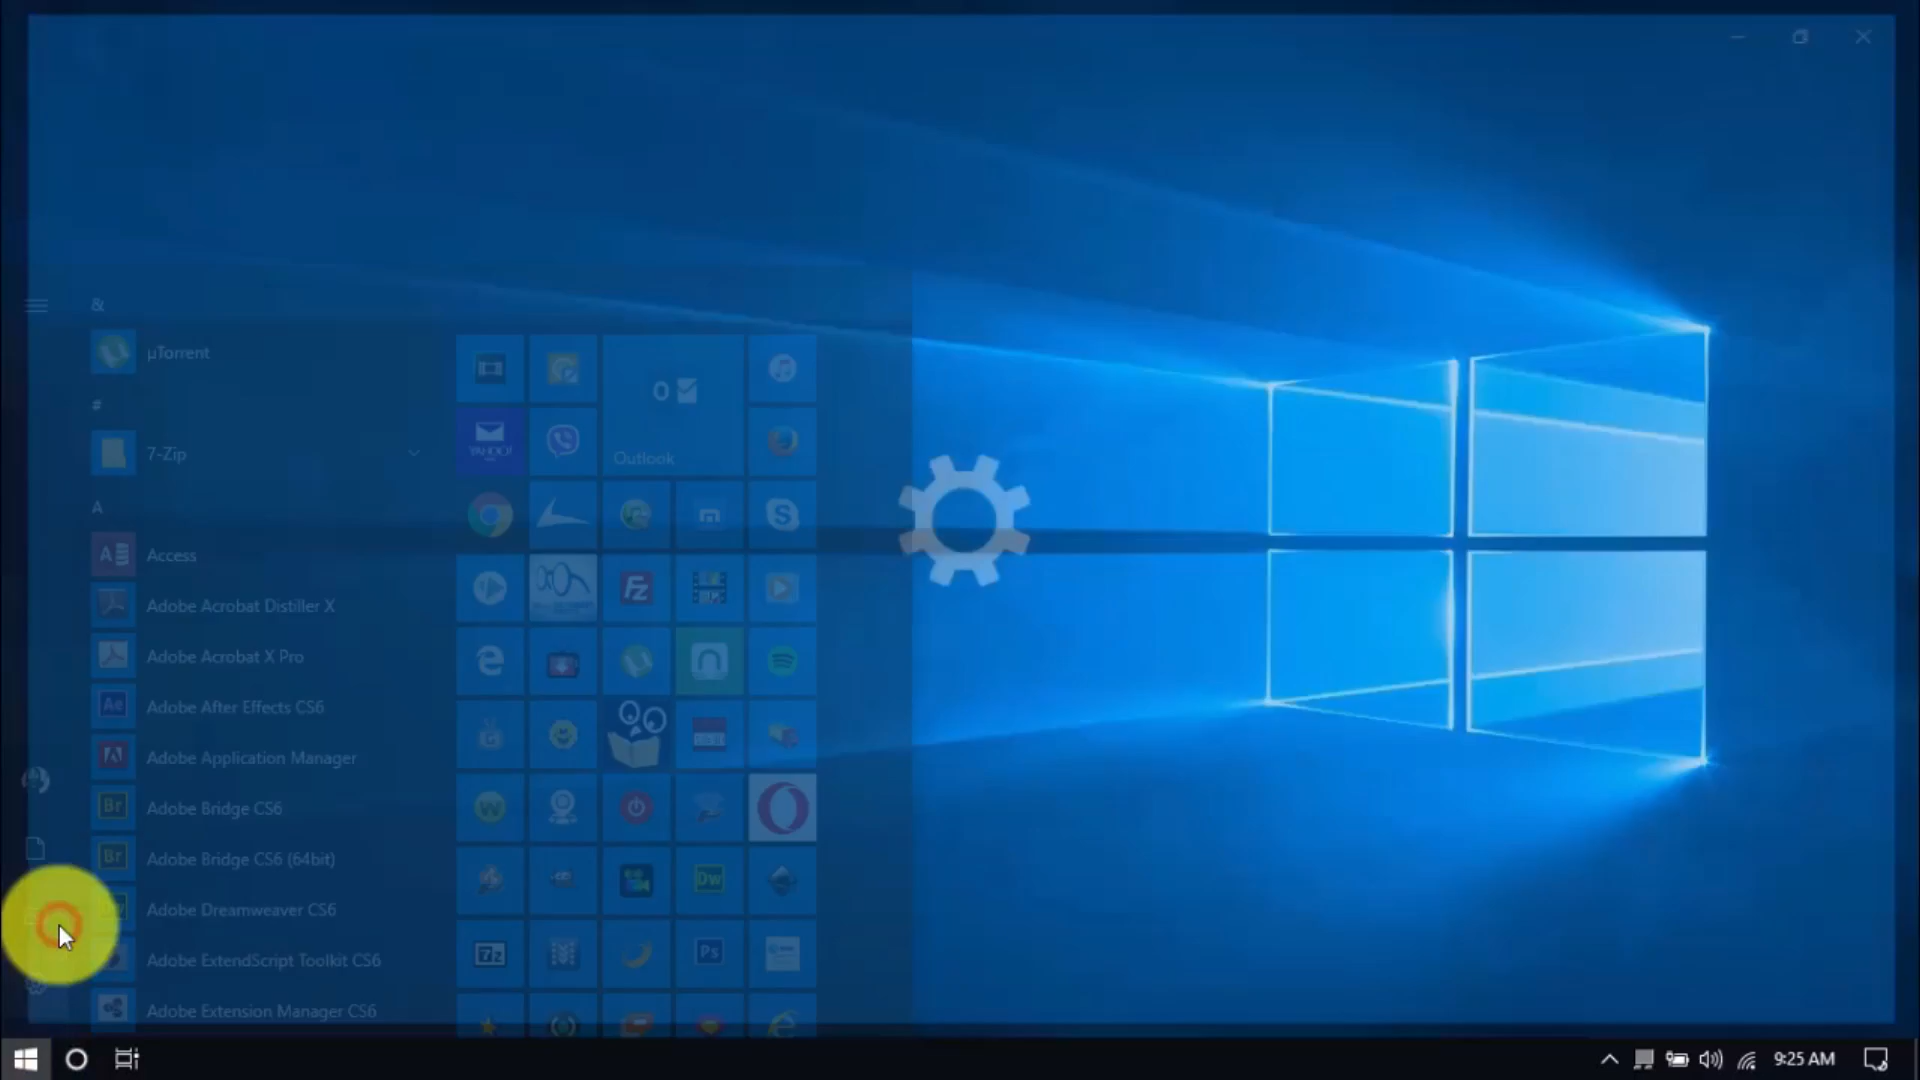 &
µTorrent
#
7-Zip
A
Access
Adobe Acrobat Distiller X
Adobe Acrobat X Pro
Adobe After Effects CS6
Adobe Application Manager
Adobe Bridge CS6
Adobe Bridge CS6 (64bit)
Adobe Dreamweaver CS6
Adobe ExtendScript Toolkit CS6
Adobe Extension Manager CS6
YAHOO!
Outlook
9:25 AM